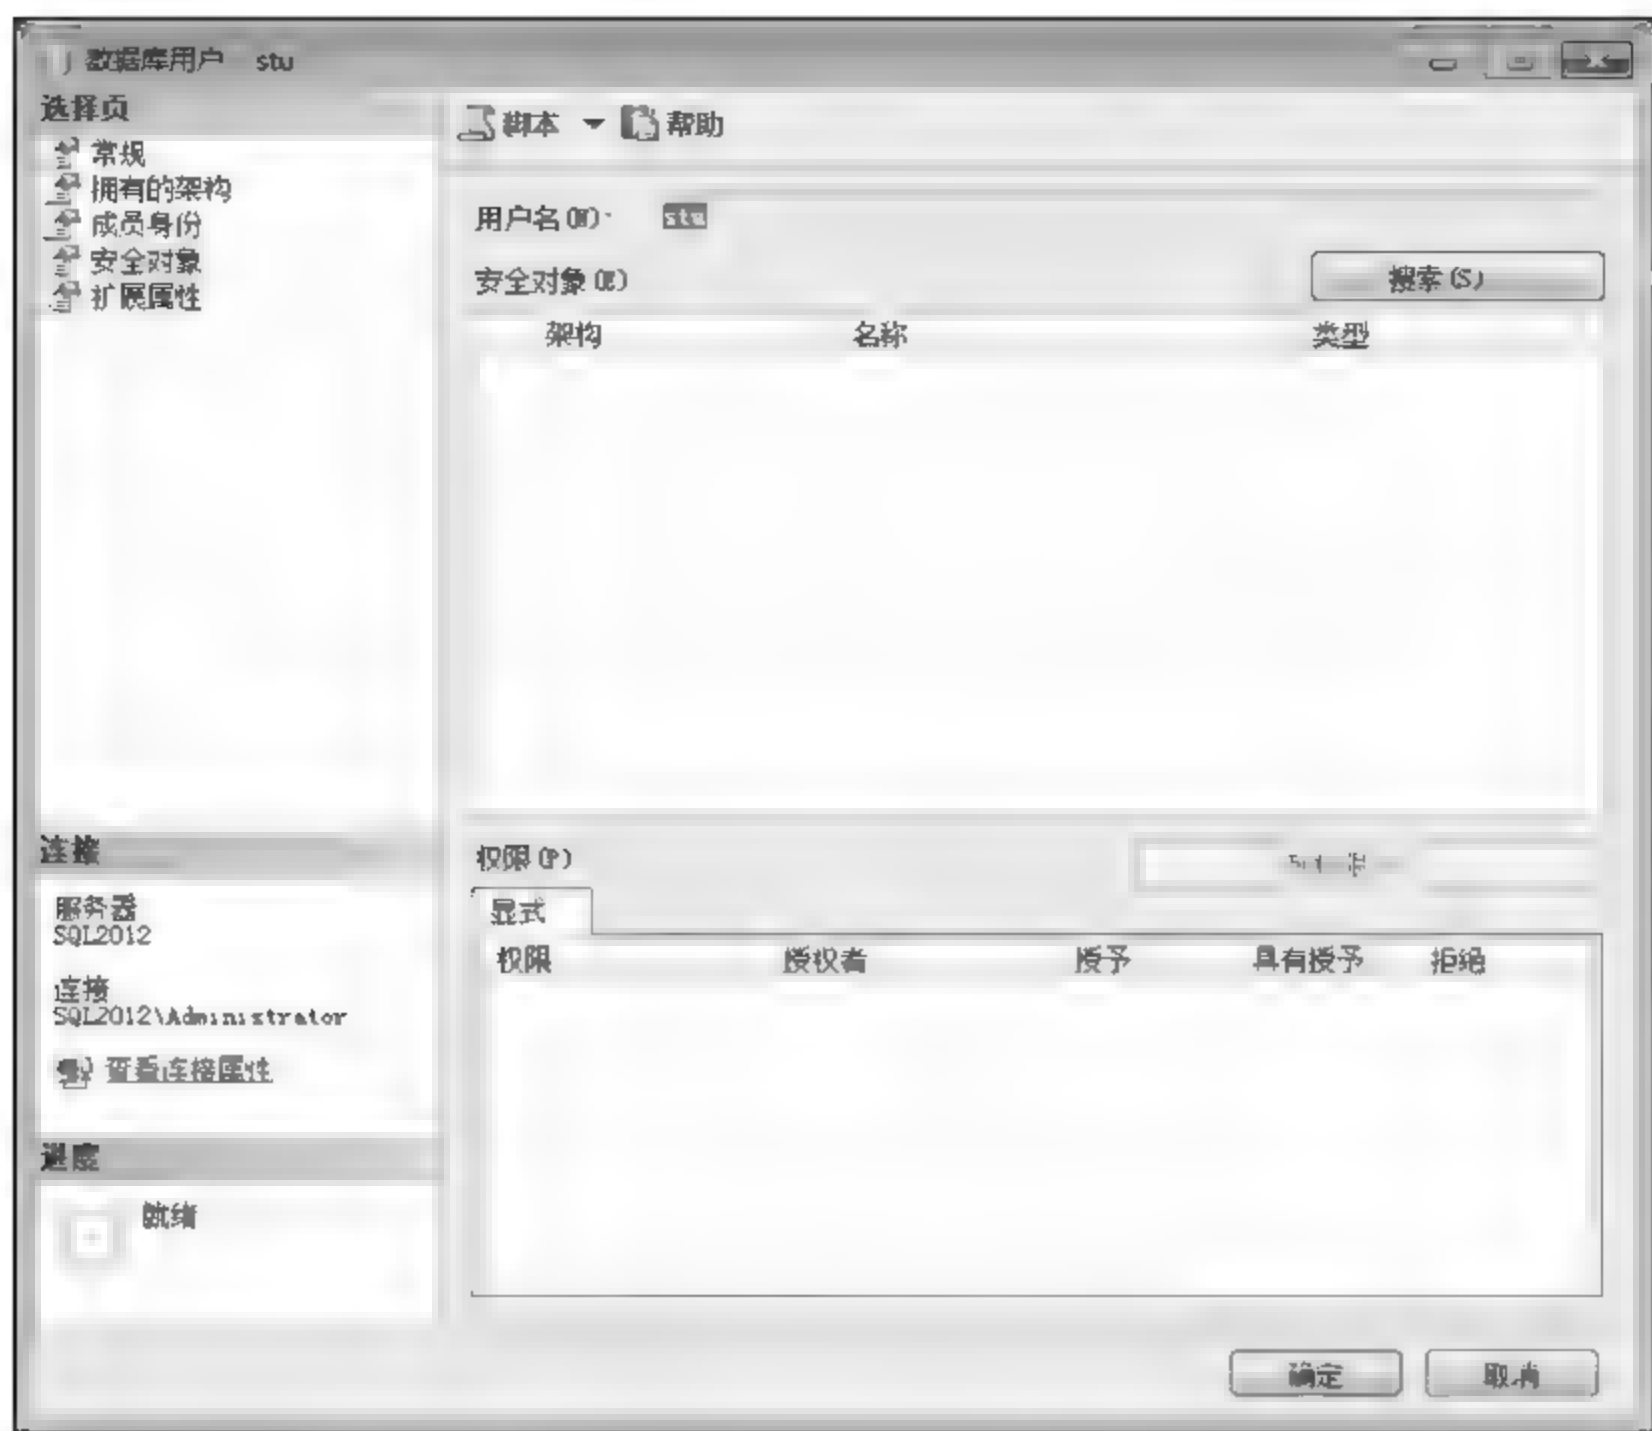 数据库用户 stu
选择页
常规
拥有的架构
成员身份
安全对象
扩展属性
脚本 帮助
用户名(N):
stu
安全对象(E)
搜索(S)
架构 名称 类型
连接
服务器
SQL2012
连接
SQL2012\Administrator
查看连接属性
进度
就绪
权限(P)
显式
权限 授权者 授予 具有授予 拒绝
确定 取消